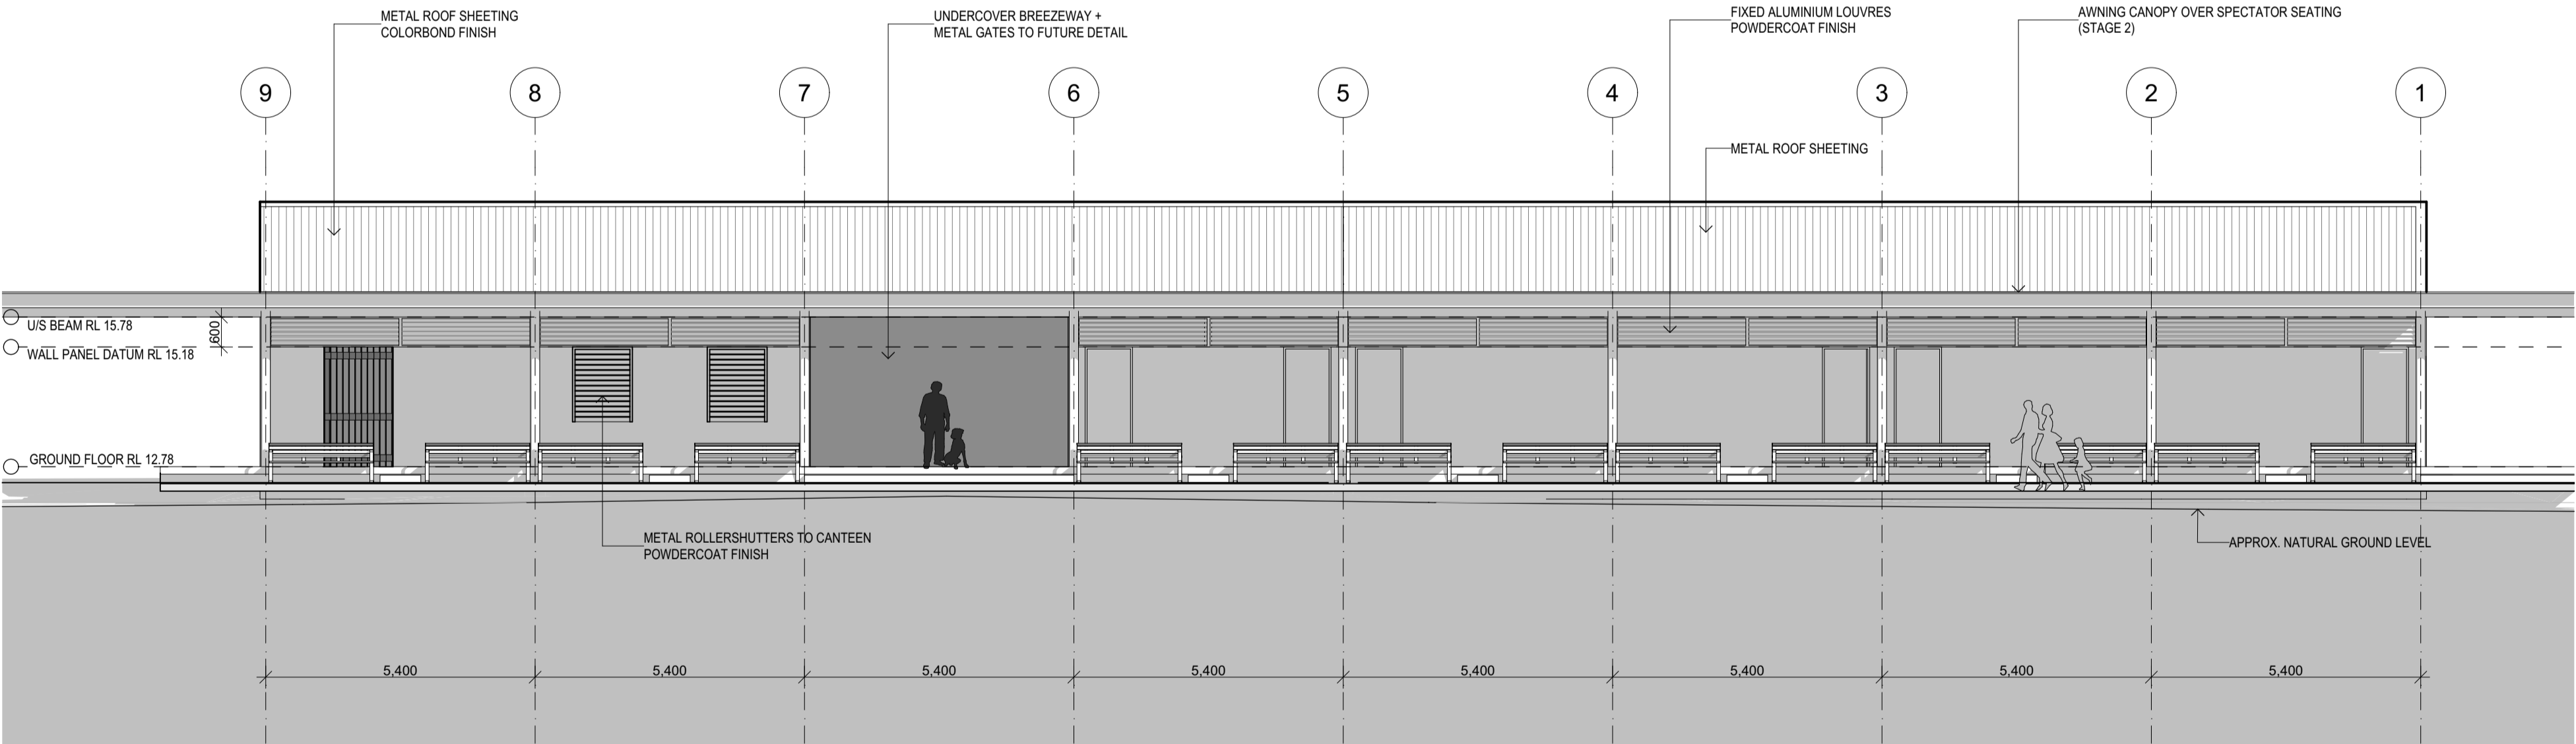 METAL ROOF SHEETING
COLORBOND FINISH
UNDERCOVER BREEZEWAY +
METAL GATES TO FUTURE DETAIL
FIXED ALUMINIUM LOUVRES
POWDERCOAT FINISH
AWNING CANOPY OVER SPECTATOR SEATING
(STAGE 2)
9
8
7
6
5
4
3
2
1
METAL ROOF SHEETING
U/S BEAM RL 15.78
600
WALL PANEL DATUM RL 15.18
GROUND FLOOR RL 12.78
METAL ROLLERSHUTTERS TO CANTEEN
POWDERCOAT FINISH
APPROX. NATURAL GROUND LEVEL
5,400
5,400
5,400
5,400
5,400
5,400
5,400
5,400